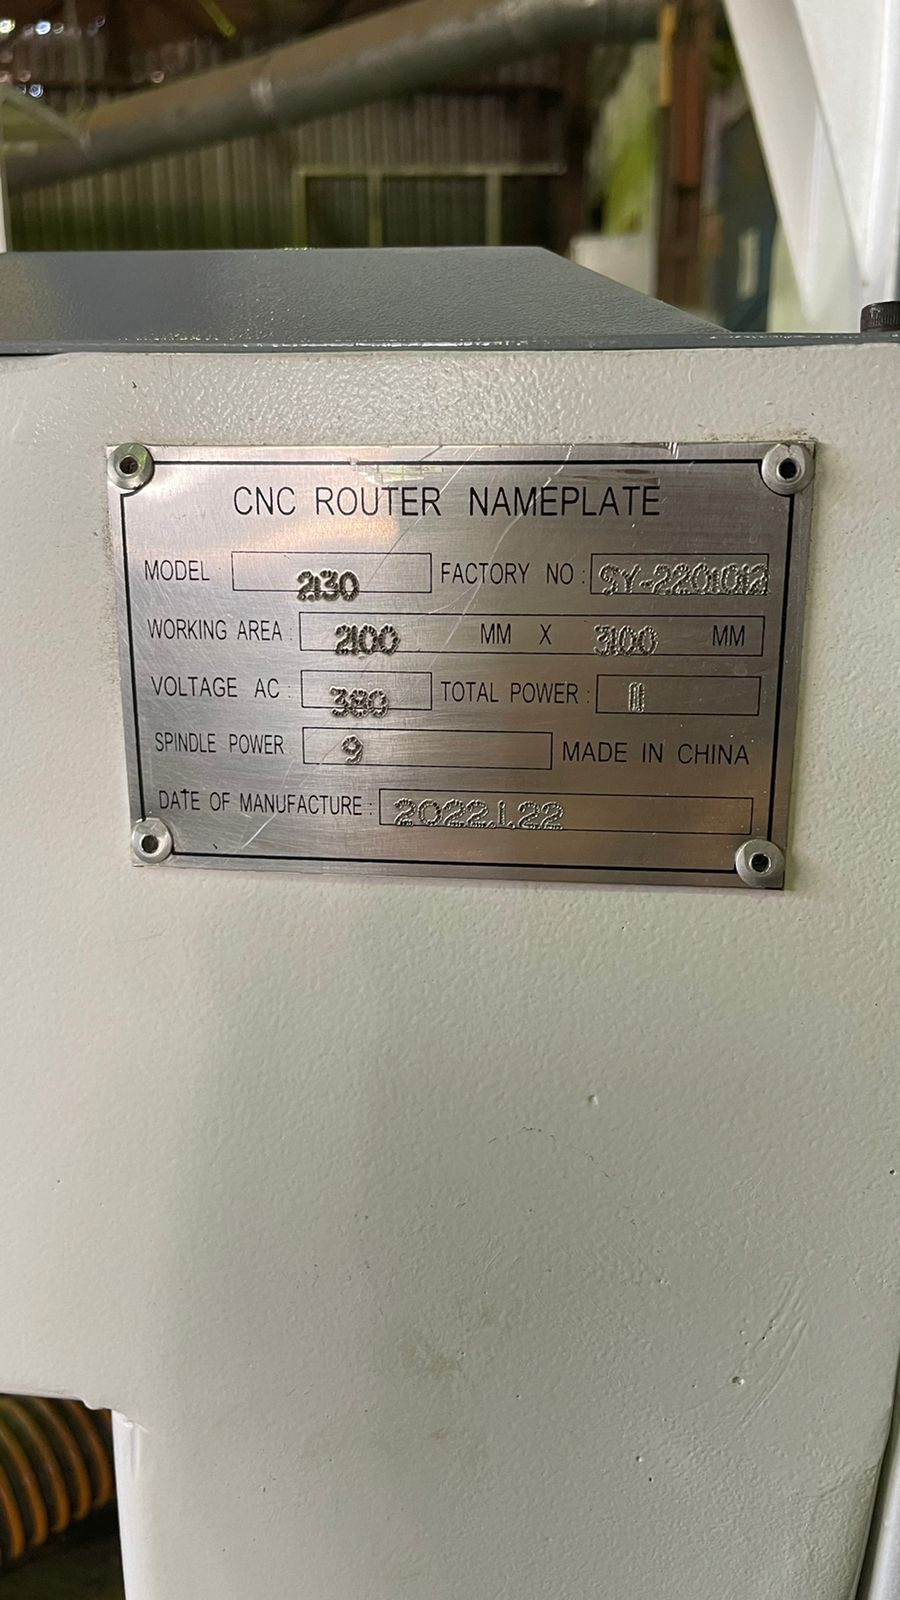 CNC ROUTER NAMEPLATE
MODEL 2130 FACTORY NO: SY-2201012
WORKING AREA: 2100 MM X 3100 MM
VOLTAGE AC: 380 TOTAL POWER: 11
SPINDLE POWER 9 MADE IN CHINA
DATE OF MANUFACTURE: 2022.1.22